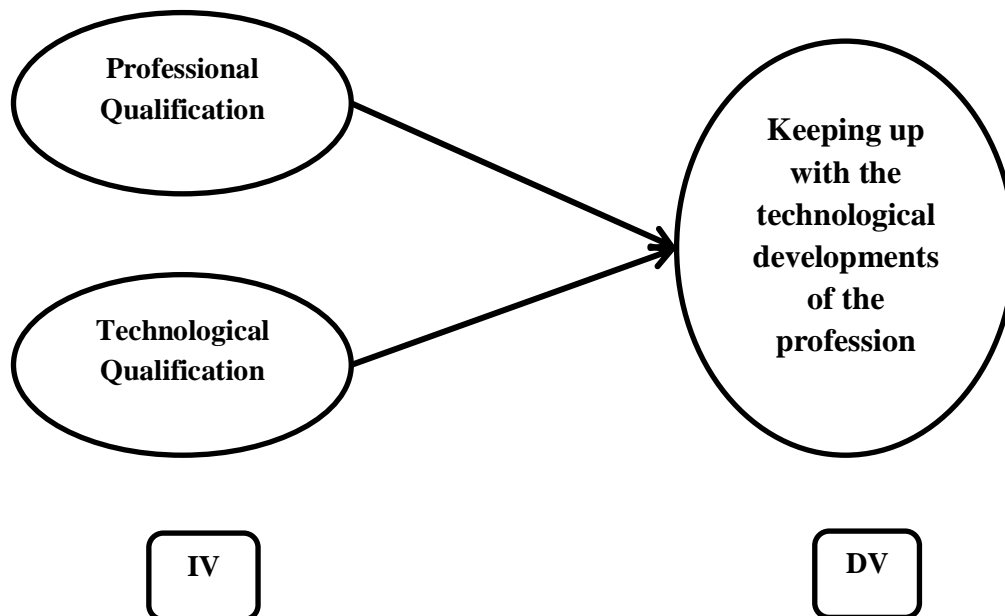 Professional
Qualification
Keeping up
with the
technological
developments
of the
profession
Technological
Qualification
IV
DV